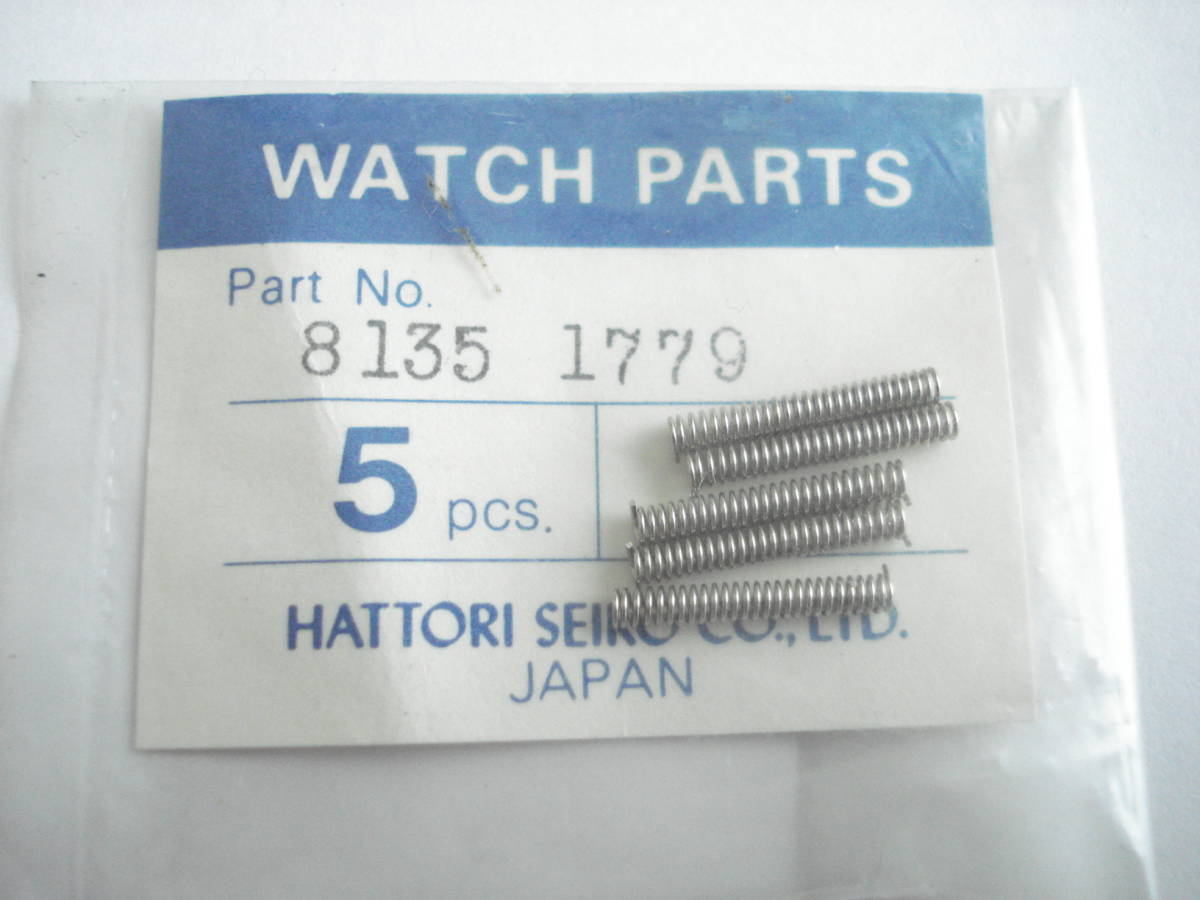 WATCH PARTS
Part No.
8135 1779
5 pcs.
HATTORI SEIKO CO., LTD.
JAPAN